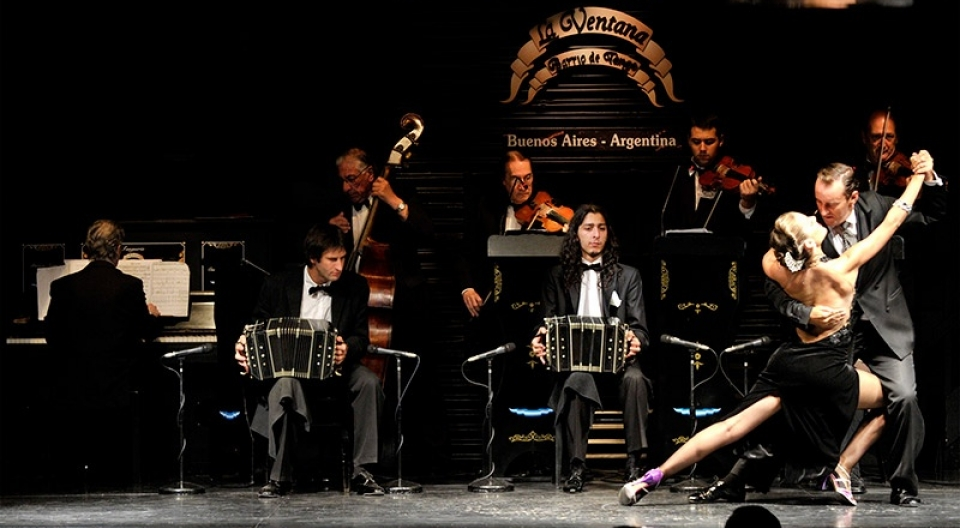 La Ventana
Barrio de Tango
Buenos Aires - Argentina